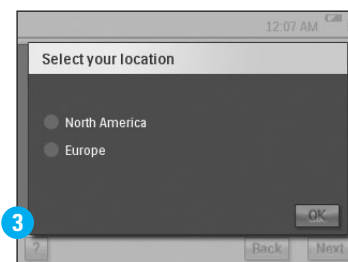 12:07 AM
Select your location
North America
Europe
OK
3
?
Back
Next